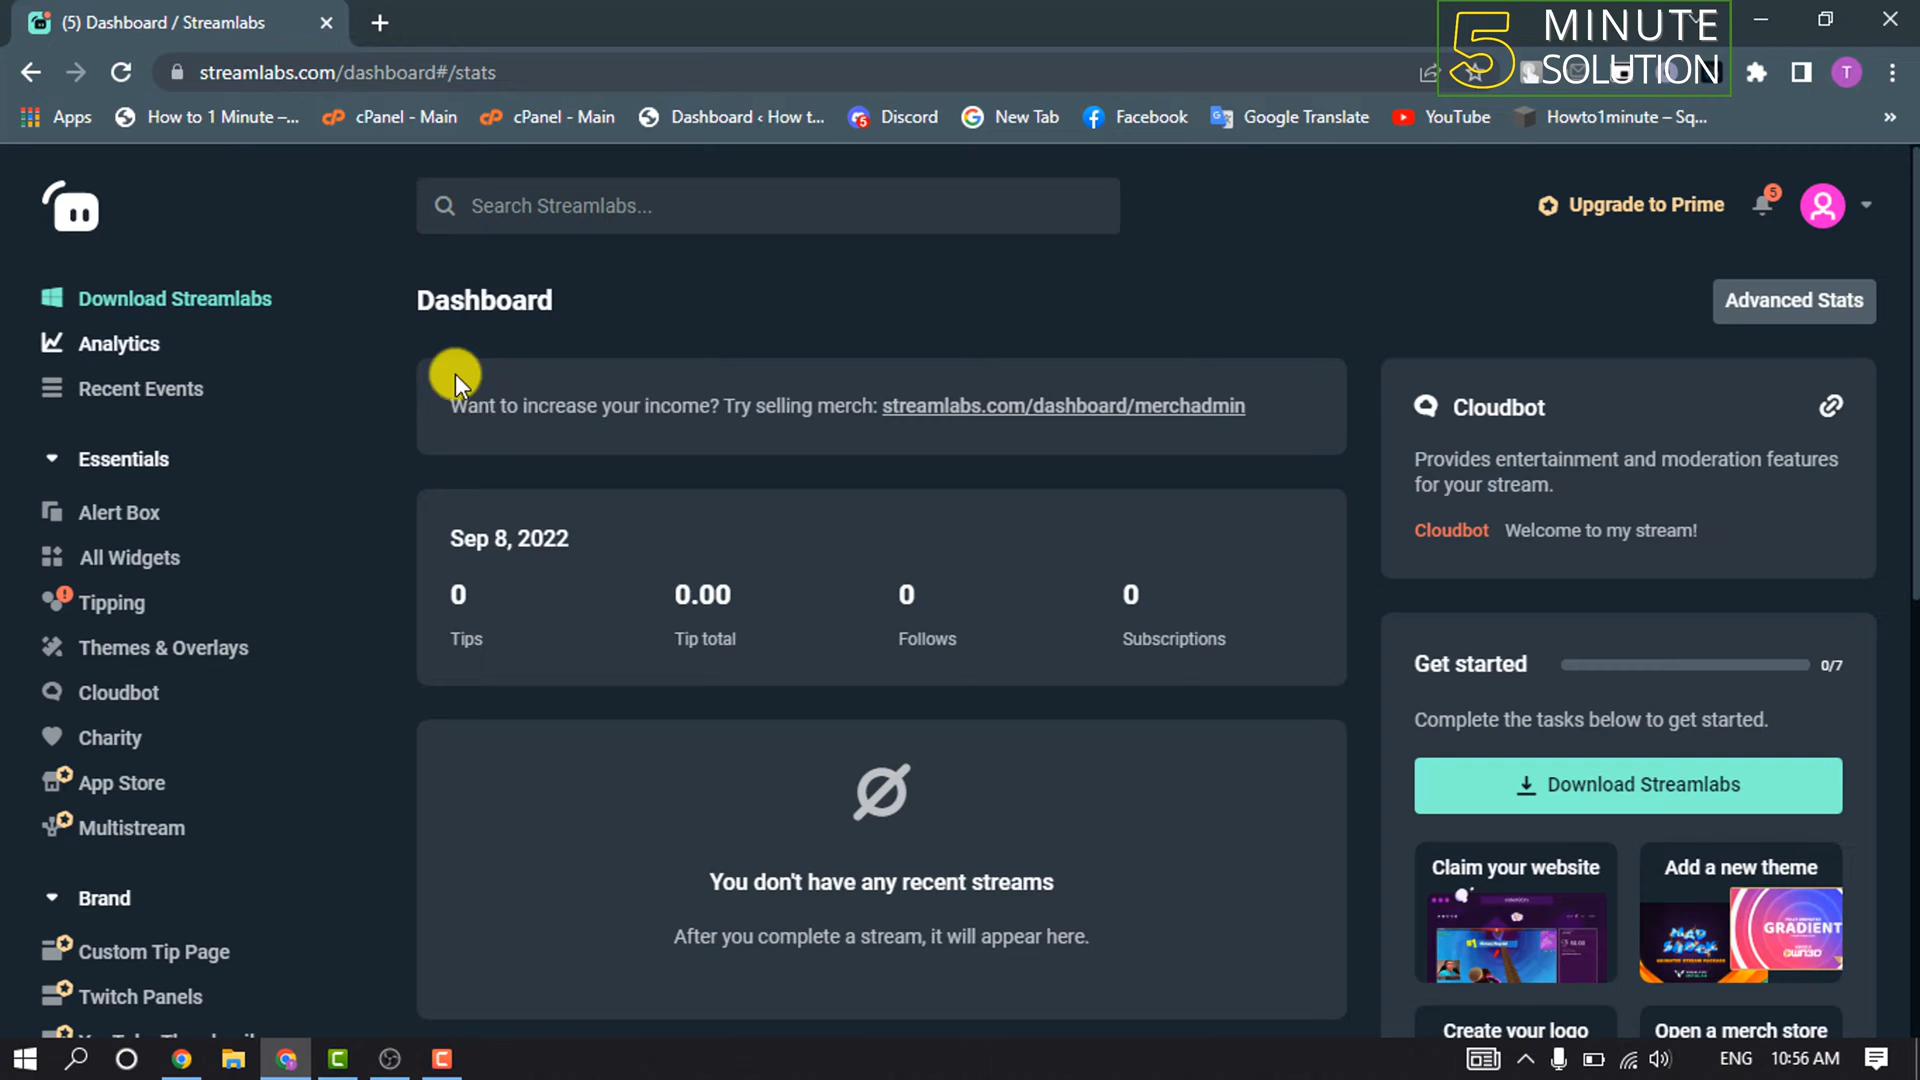 (5) Dashboard / Streamlabs
5 MINUTE SOLUTION
streamlabs.com/dashboard#/stats
T
Apps
How to 1 Minute –...
cPanel - Main
cPanel - Main
Dashboard ‹ How t...
Discord
New Tab
Facebook
Google Translate
YouTube
Howto1minute – Sq...
»
Search Streamlabs...
Upgrade to Prime
5
Download Streamlabs
Analytics
Recent Events
Essentials
Alert Box
All Widgets
Tipping
Themes & Overlays
Cloudbot
Charity
App Store
Multistream
Brand
Custom Tip Page
Twitch Panels
Dashboard
Advanced Stats
Want to increase your income? Try selling merch: streamlabs.com/dashboard/merchadmin
Sep 8, 2022
0 0.00 0 0
Tips Tip total Follows Subscriptions
You don't have any recent streams
After you complete a stream, it will appear here.
Cloudbot
Provides entertainment and moderation features
for your stream.
Cloudbot Welcome to my stream!
Get started 0/7
Complete the tasks below to get started.
Download Streamlabs
Claim your website
Add a new theme
GRADIENT
Create your logo
Open a merch store
ENG 10:56 AM